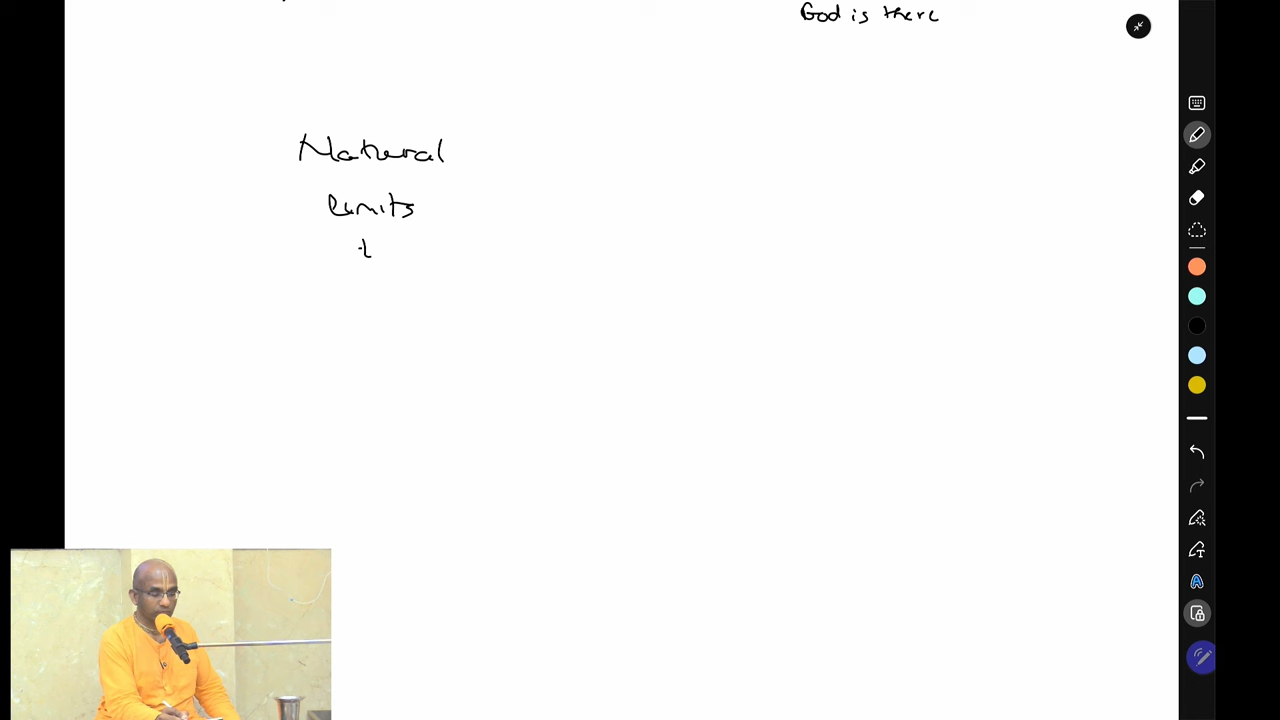 God is there
Natural
limits
t